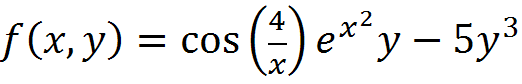 f(x, y) = cos(4/x) e^{x^2} y − 5y^3